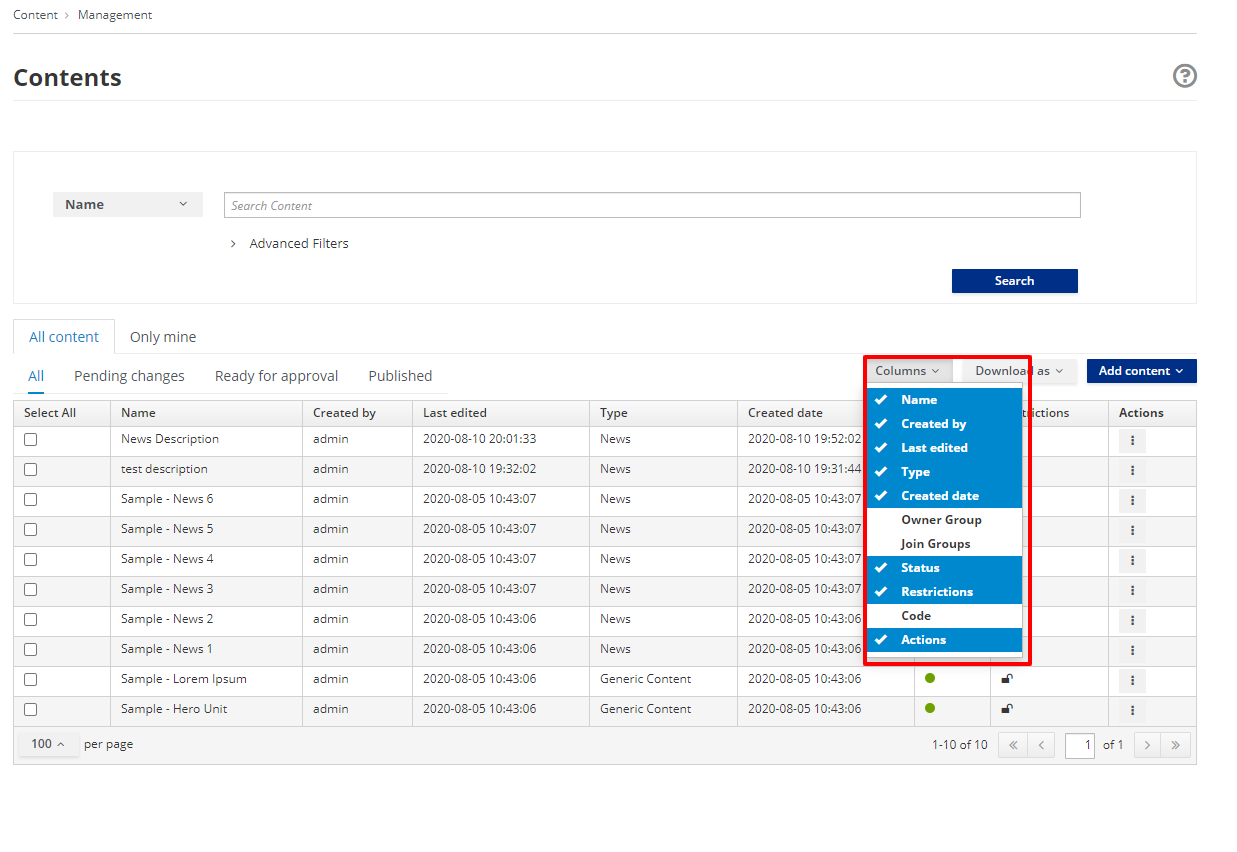 Content › Management
Contents
?
Name
Search Content
Advanced Filters
Search
All content Only mine
All Pending changes Ready for approval Published
Columns Download as Add content
Name
Created by
Last edited
Type
Created date
Owner Group
Join Groups
Status
Restrictions
Code
Actions
Select All Name Created by Last edited Type Created date trictions Actions
News Description admin 2020-08-10 20:01:33 News 2020-08-10 19:52:02
test description admin 2020-08-10 19:32:02 News 2020-08-10 19:31:44
Sample - News 6 admin 2020-08-05 10:43:07 News 2020-08-05 10:43:07
Sample - News 5 admin 2020-08-05 10:43:07 News 2020-08-05 10:43:07
Sample - News 4 admin 2020-08-05 10:43:07 News 2020-08-05 10:43:07
Sample - News 3 admin 2020-08-05 10:43:07 News 2020-08-05 10:43:07
Sample - News 2 admin 2020-08-05 10:43:06 News 2020-08-05 10:43:06
Sample - News 1 admin 2020-08-05 10:43:06 News 2020-08-05 10:43:06
Sample - Lorem Ipsum admin 2020-08-05 10:43:06 Generic Content 2020-08-05 10:43:06
Sample - Hero Unit admin 2020-08-05 10:43:06 Generic Content 2020-08-05 10:43:06
100 per page 1-10 of 10 « ‹ 1 of 1 › »